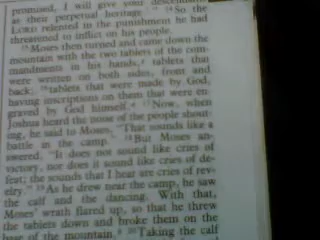 promised, I will give your descendants
as their perpetual heritage.'" ¹⁴So the
LORD relented in the punishment he had
threatened to inflict on his people.
¹⁵Moses then turned and came down the
mountain with the two tablets of the com-
mandments in his hands, tablets that
were written on both sides, front and
back; ¹⁶tablets that were made by God,
having inscriptions on them that were en-
graved by God himself. ¹⁷Now, when
Joshua heard the noise of the people shout-
ing, he said to Moses, "That sounds like a
battle in the camp." ¹⁸But Moses an-
swered, "It does not sound like cries of
victory, nor does it sound like cries of de-
feat; the sounds that I hear are cries of rev-
elry." ¹⁹As he drew near the camp, he saw
the calf and the dancing. With that,
Moses' wrath flared up, so that he threw
the tablets down and broke them on the
base of the mountain. ²⁰Taking the calf